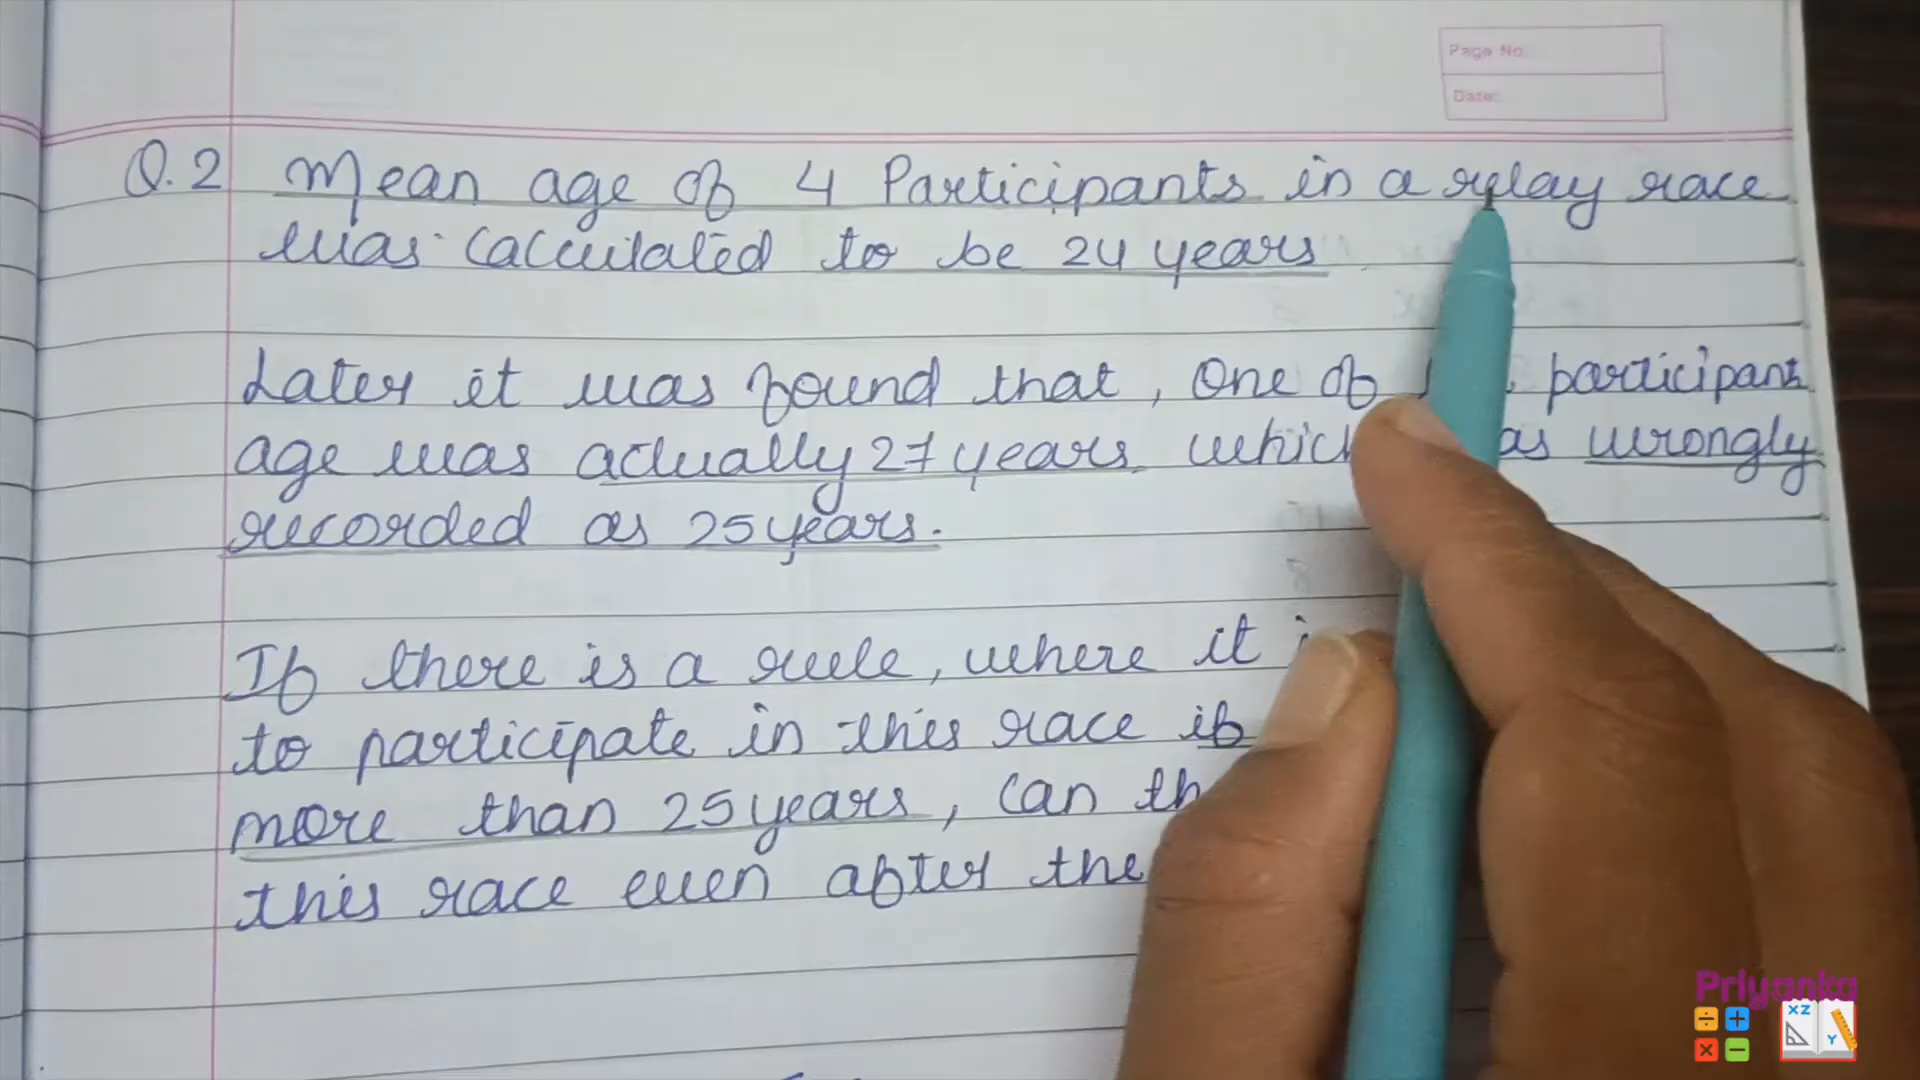 Page No.:
Date:
Q.2 Mean age of 4 Participants in a relay race
was calculated to be 24 years
Later it was found that, One of participant
age was actually 27 years which as wrongly
recorded as 25 years.
If there is a rule, where it
to participate in this race if
more than 25 years, can
this race even after the
Priyanka
XZ
Y